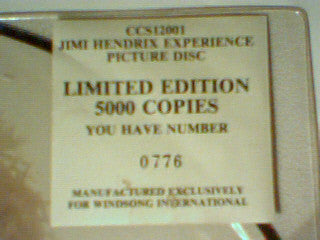 CCS12001
JIMI HENDRIX EXPERIENCE
PICTURE DISC
LIMITED EDITION
5000 COPIES
YOU HAVE NUMBER
0776
MANUFACTURED EXCLUSIVELY
FOR WINDSONG INTERNATIONAL